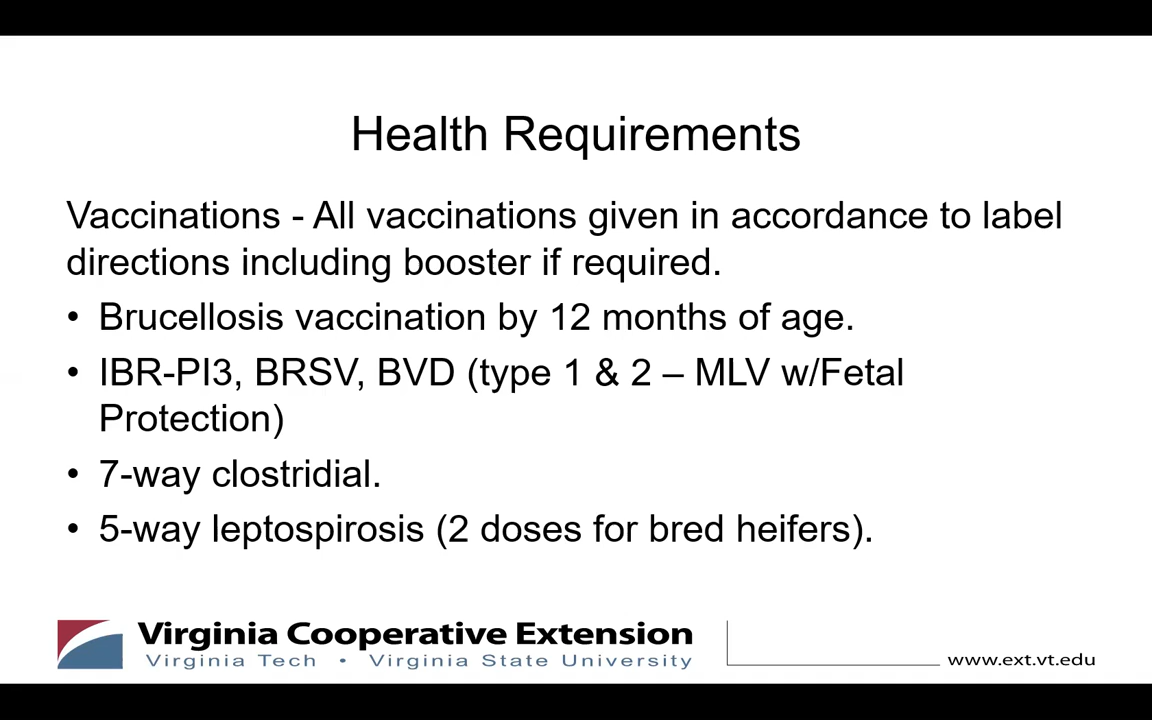 Health Requirements
Vaccinations - All vaccinations given in accordance to label
directions including booster if required.
• Brucellosis vaccination by 12 months of age.
• IBR-PI3, BRSV, BVD (type 1 & 2 – MLV w/Fetal
Protection)
• 7-way clostridial.
• 5-way leptospirosis (2 doses for bred heifers).
Virginia Cooperative Extension
Virginia Tech • Virginia State University
www.ext.vt.edu